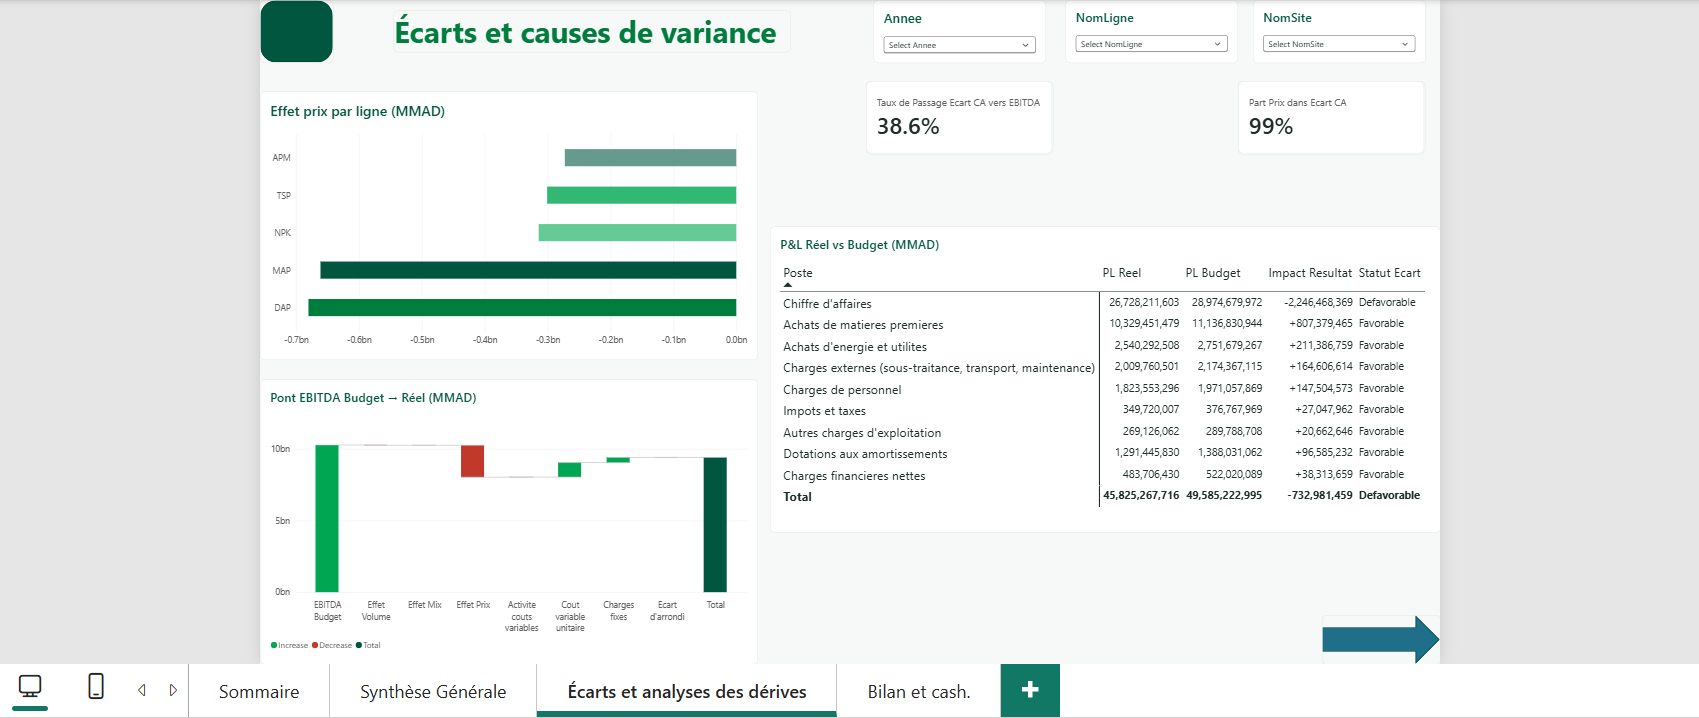 Écarts et causes de variance
Annee
Select Annee
NomLigne
Select NomLigne
NomSite
Select NomSite
Taux de Passage Ecart CA vers EBITDA
38.6%
Part Prix dans Ecart CA
99%
Effet prix par ligne (MMAD)
APM
TSP
NPK
MAP
DAP
-0.7bn -0.6bn -0.5bn -0.4bn -0.3bn -0.2bn -0.1bn 0.0bn
P&L Réel vs Budget (MMAD)
Poste PL Reel PL Budget Impact Resultat Statut Ecart
Chiffre d'affaires 26,728,211,603 28,974,679,972 -2,246,468,369 Defavorable
Achats de matieres premieres 10,329,451,479 11,136,830,944 +807,379,465 Favorable
Achats d'energie et utilites 2,540,292,508 2,751,679,267 +211,386,759 Favorable
Charges externes (sous-traitance, transport, maintenance) 2,009,760,501 2,174,367,115 +164,606,614 Favorable
Charges de personnel 1,823,553,296 1,971,057,869 +147,504,573 Favorable
Impots et taxes 349,720,007 376,767,969 +27,047,962 Favorable
Autres charges d'exploitation 269,126,062 289,788,708 +20,662,646 Favorable
Dotations aux amortissements 1,291,445,830 1,388,031,062 +96,585,232 Favorable
Charges financieres nettes 483,706,430 522,020,089 +38,313,659 Favorable
Total 45,825,267,716 49,585,222,995 -732,981,459 Defavorable
Pont EBITDA Budget → Réel (MMAD)
10bn
5bn
0bn
EBITDA Budget
Effet Volume
Effet Mix
Effet Prix
Activite couts variables
Cout variable unitaire
Charges fixes
Ecart d'arrondi
Total
Increase Decrease Total
Sommaire
Synthèse Générale
Écarts et analyses des dérives
Bilan et cash.